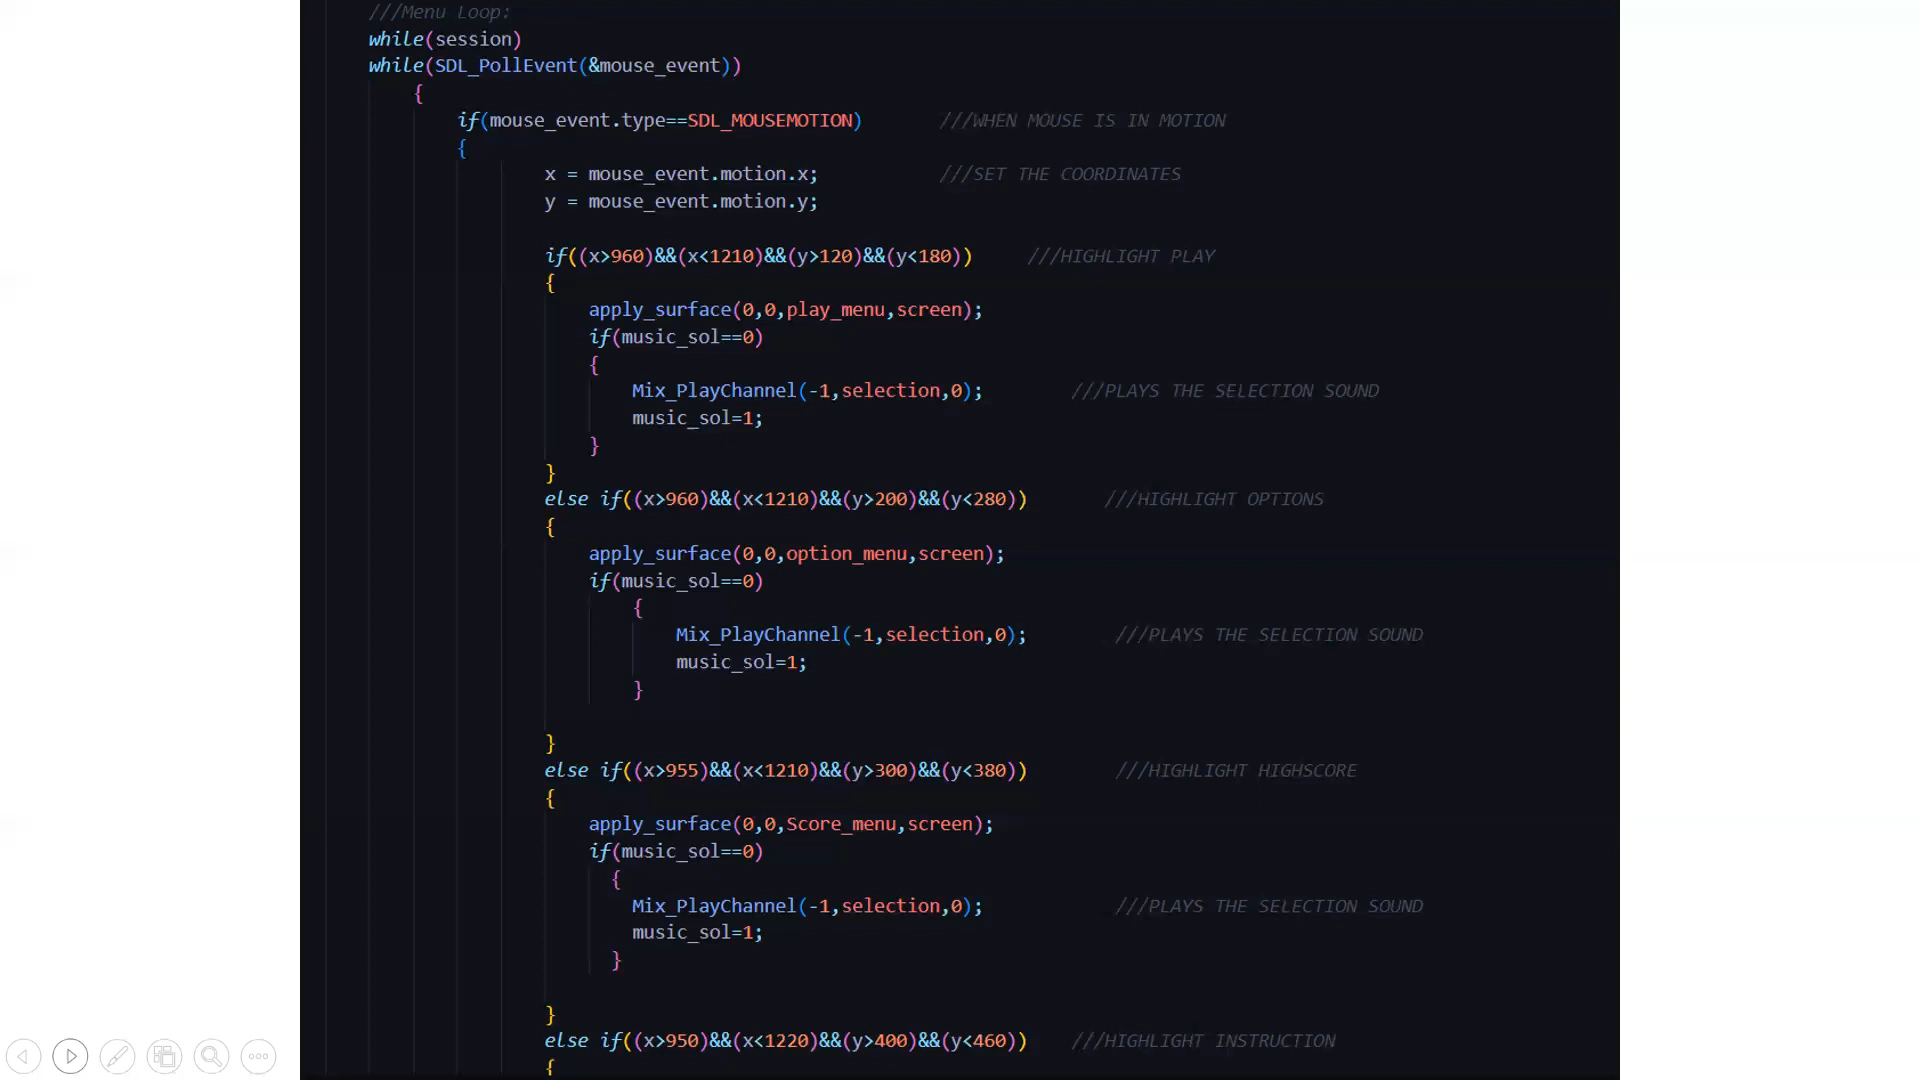 ///Menu Loop:
while(session)
while(SDL_PollEvent(&mouse_event))
{
if(mouse_event.type==SDL_MOUSEMOTION) ///WHEN MOUSE IS IN MOTION
{
x = mouse_event.motion.x; ///SET THE COORDINATES
y = mouse_event.motion.y;
if((x>960)&&(x<1210)&&(y>120)&&(y<180)) ///HIGHLIGHT PLAY
{
apply_surface(0,0,play_menu,screen);
if(music_sol==0)
{
Mix_PlayChannel(-1,selection,0); ///PLAYS THE SELECTION SOUND
music_sol=1;
}
}
else if((x>960)&&(x<1210)&&(y>200)&&(y<280)) ///HIGHLIGHT OPTIONS
{
apply_surface(0,0,option_menu,screen);
if(music_sol==0)
{
Mix_PlayChannel(-1,selection,0); ///PLAYS THE SELECTION SOUND
music_sol=1;
}
}
else if((x>955)&&(x<1210)&&(y>300)&&(y<380)) ///HIGHLIGHT HIGHSCORE
{
apply_surface(0,0,Score_menu,screen);
if(music_sol==0)
{
Mix_PlayChannel(-1,selection,0); ///PLAYS THE SELECTION SOUND
music_sol=1;
}
}
else if((x>950)&&(x<1220)&&(y>400)&&(y<460)) ///HIGHLIGHT INSTRUCTION
{